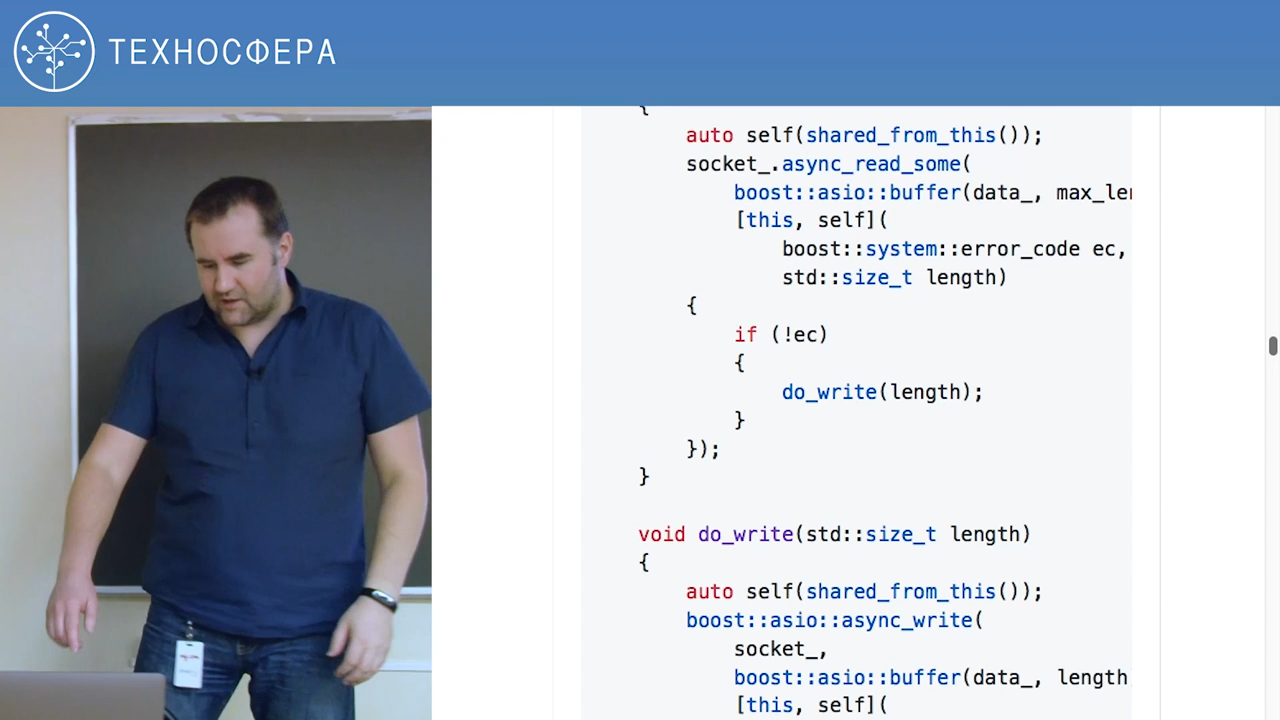 ТЕХНОСФЕРА
{
auto self(shared_from_this());
socket_.async_read_some(
boost::asio::buffer(data_, max_len
[this, self](
boost::system::error_code ec,
std::size_t length)
{
if (!ec)
{
do_write(length);
}
});
}
void do_write(std::size_t length)
{
auto self(shared_from_this());
boost::asio::async_write(
socket_,
boost::asio::buffer(data_, length
[this, self](